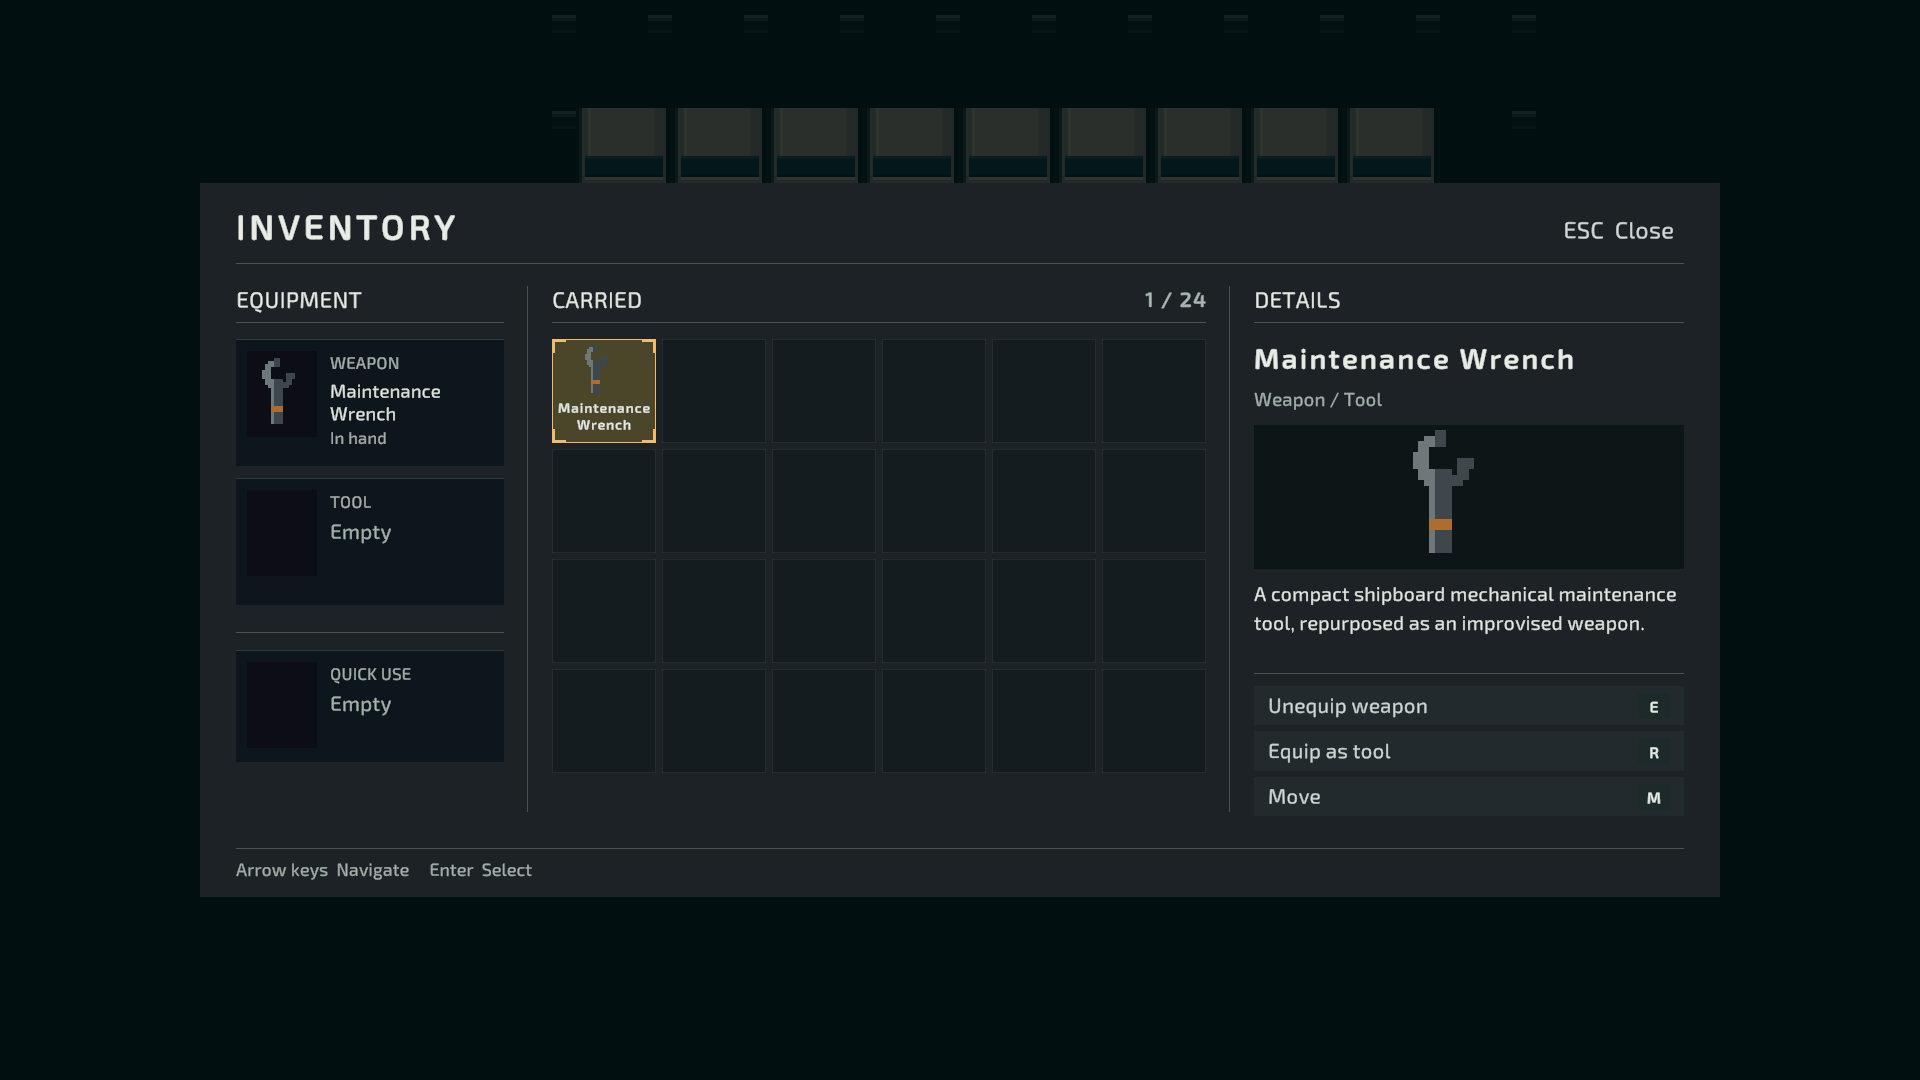 INVENTORY
ESC Close
EQUIPMENT
WEAPON
Maintenance
Wrench
In hand
TOOL
Empty
QUICK USE
Empty
CARRIED
1 / 24
Maintenance
Wrench
DETAILS
Maintenance Wrench
Weapon / Tool
A compact shipboard mechanical maintenance
tool, repurposed as an improvised weapon.
Unequip weapon E
Equip as tool R
Move M
Arrow keys Navigate Enter Select